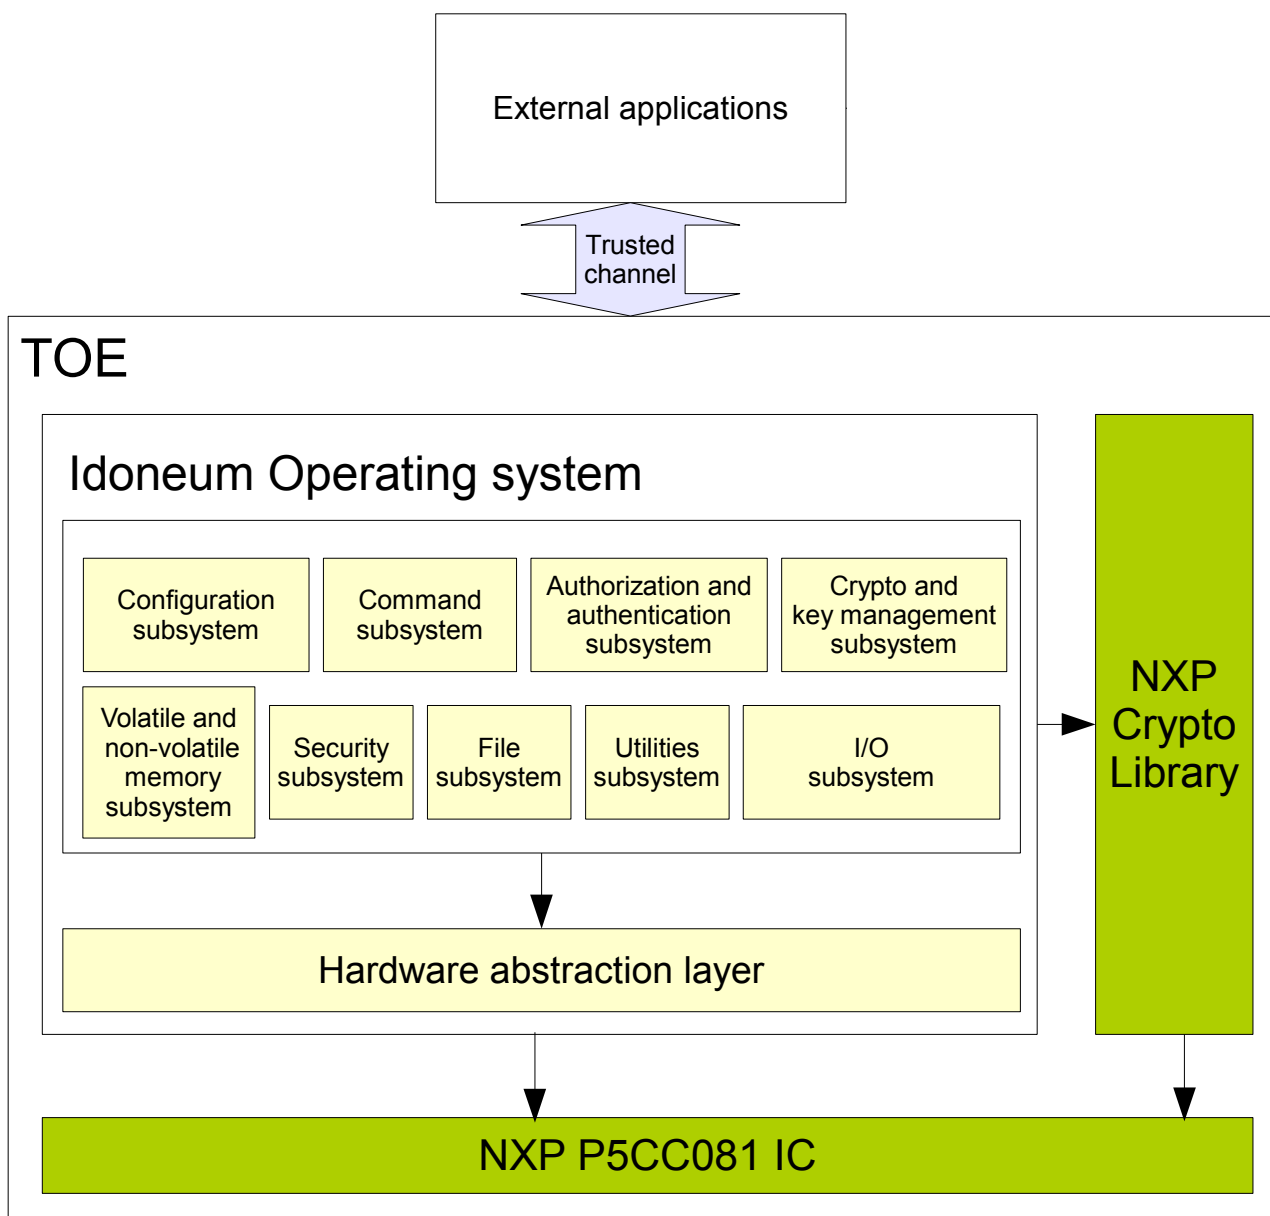 External applications
Trusted
channel
TOE
Idoneum Operating system
Configuration
subsystem
Command
subsystem
Authorization and
authentication
subsystem
Crypto and
key management
subsystem
Volatile and
non-volatile
memory
subsystem
Security
subsystem
File
subsystem
Utilities
subsystem
I/O
subsystem
NXP
Crypto
Library
Hardware abstraction layer
NXP P5CC081 IC